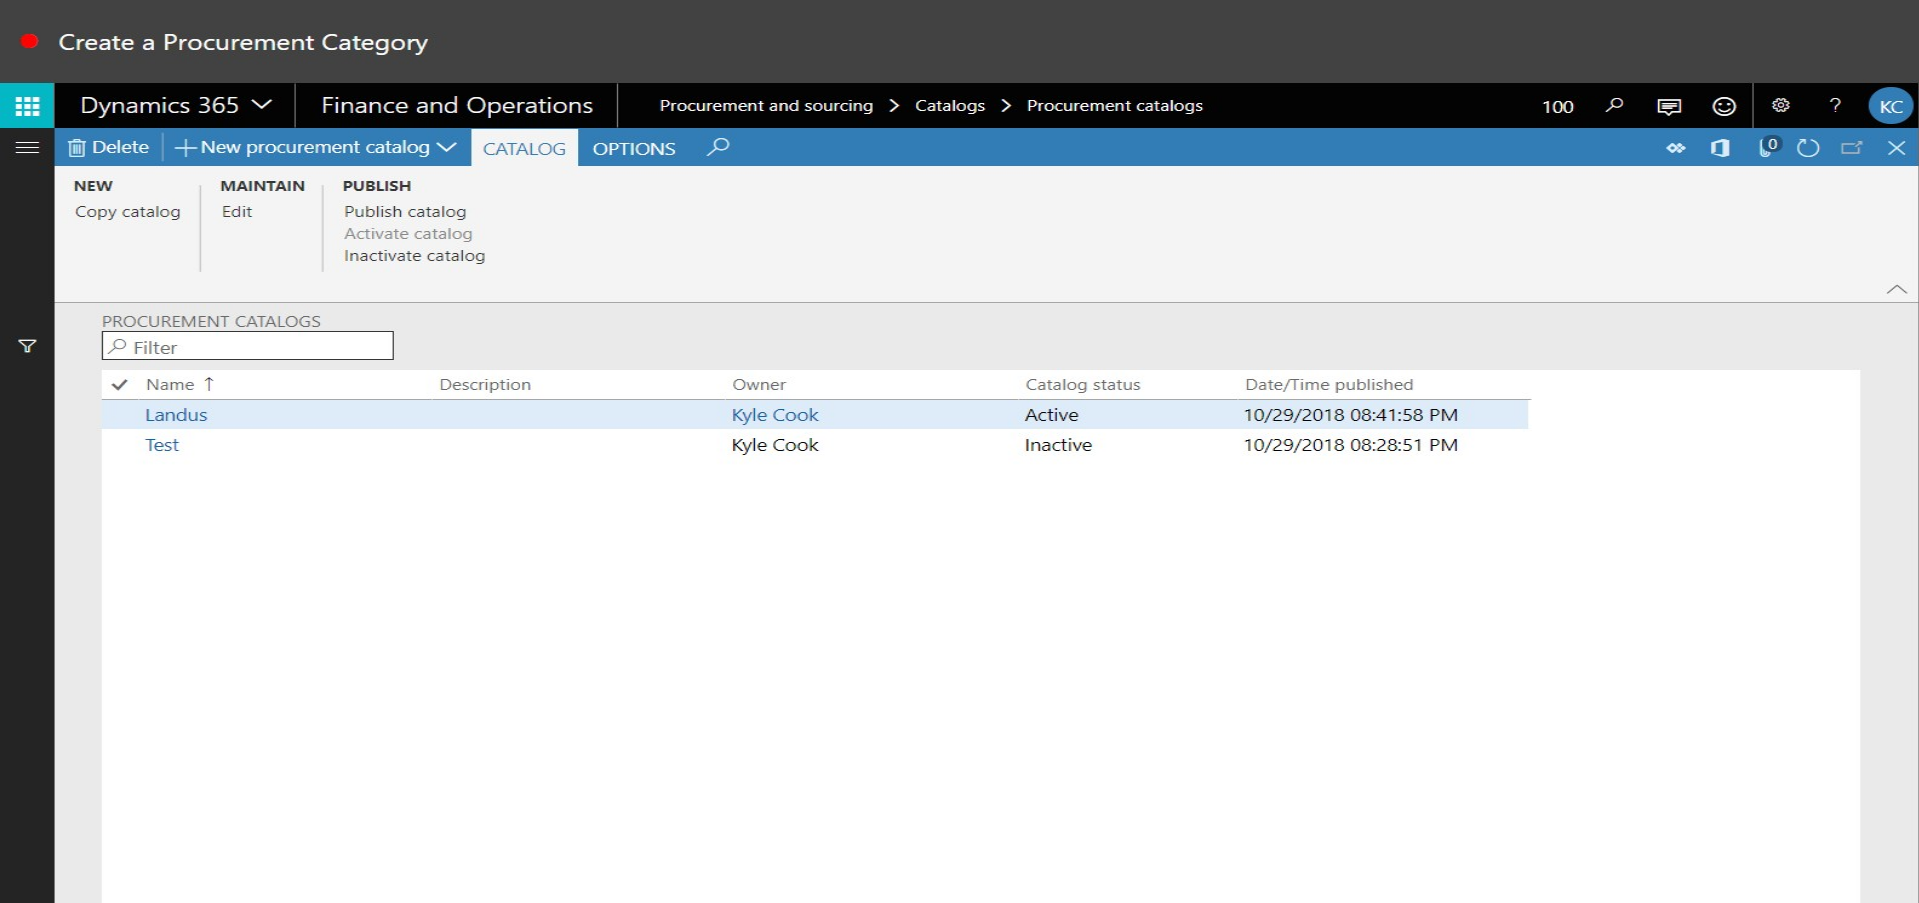 Create a Procurement Category
Dynamics 365 Finance and Operations Procurement and sourcing > Catalogs > Procurement catalogs 100 ? KC
Delete + New procurement catalog CATALOG OPTIONS 0
NEW MAINTAIN PUBLISH
Copy catalog Edit Publish catalog
Activate catalog
Inactivate catalog
PROCUREMENT CATALOGS
Filter
Name ↑ Description Owner Catalog status Date/Time published
Landus Kyle Cook Active 10/29/2018 08:41:58 PM
Test Kyle Cook Inactive 10/29/2018 08:28:51 PM